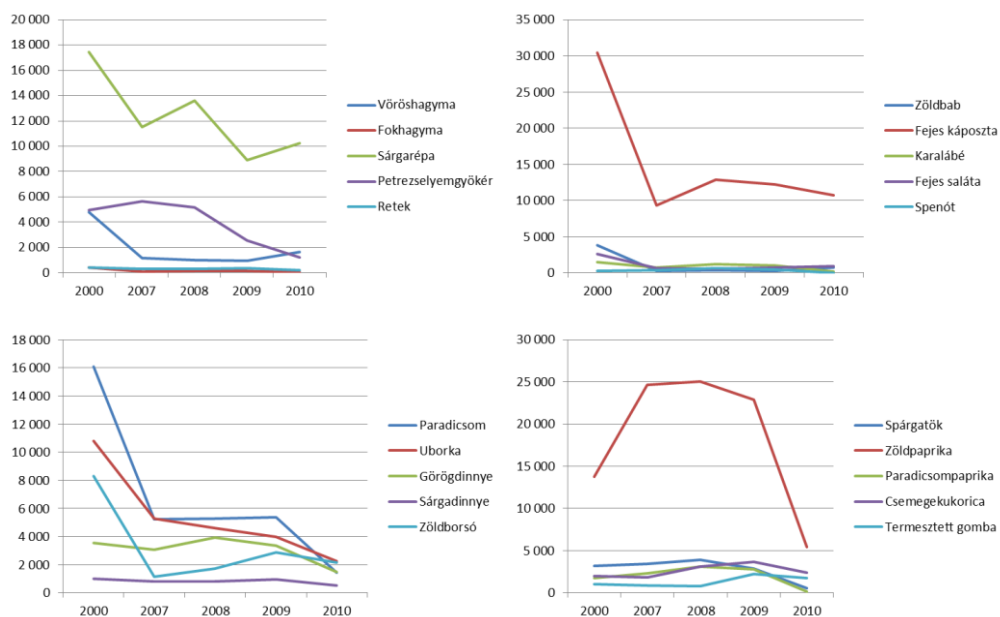 20 000
18 000
16 000
14 000
12 000
10 000
8 000
6 000
4 000
2 000
0
2000 2007 2008 2009 2010
Vöröshagyma
Fokhagyma
Sárgarépa
Petrezselyemgyökér
Retek
35 000
30 000
25 000
20 000
15 000
10 000
5 000
0
2000 2007 2008 2009 2010
Zöldbab
Fejes káposzta
Karalábé
Fejes saláta
Spenót
18 000
16 000
14 000
12 000
10 000
8 000
6 000
4 000
2 000
0
2000 2007 2008 2009 2010
Paradicsom
Uborka
Görögdinnye
Sárgadinnye
Zöldborsó
30 000
25 000
20 000
15 000
10 000
5 000
0
2000 2007 2008 2009 2010
Spárgatök
Zöldpaprika
Paradicsompaprika
Csemegekukorica
Termesztett gomba